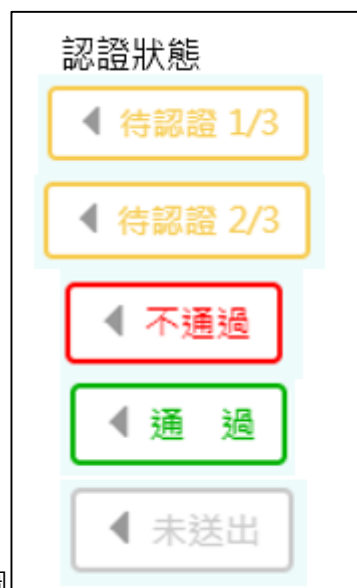 認證狀態
待認證 1/3
待認證 2/3
不通過
通　過
未送出